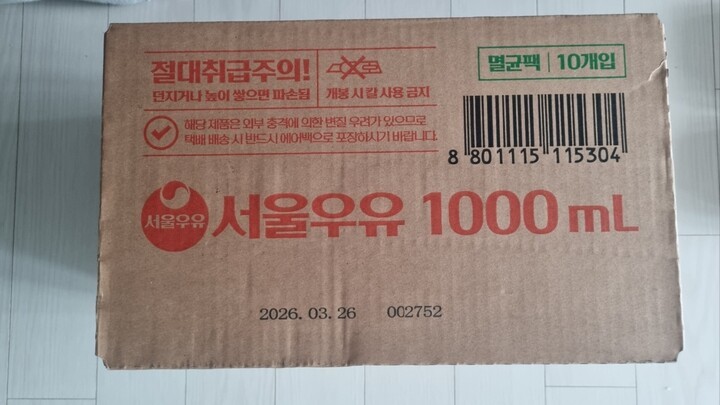 절대취급주의!
던지거나 높이 쌓으면 파손됨
개봉 시 칼 사용 금지
해당 제품은 외부 충격에 의한 변질 우려가 있으므로
택배 배송 시 반드시 에어백으로 포장하시기 바랍니다.
멸균팩 | 10개입
8 801115 115304
서울우유 서울우유 1000 mL
2026. 03. 26 002752